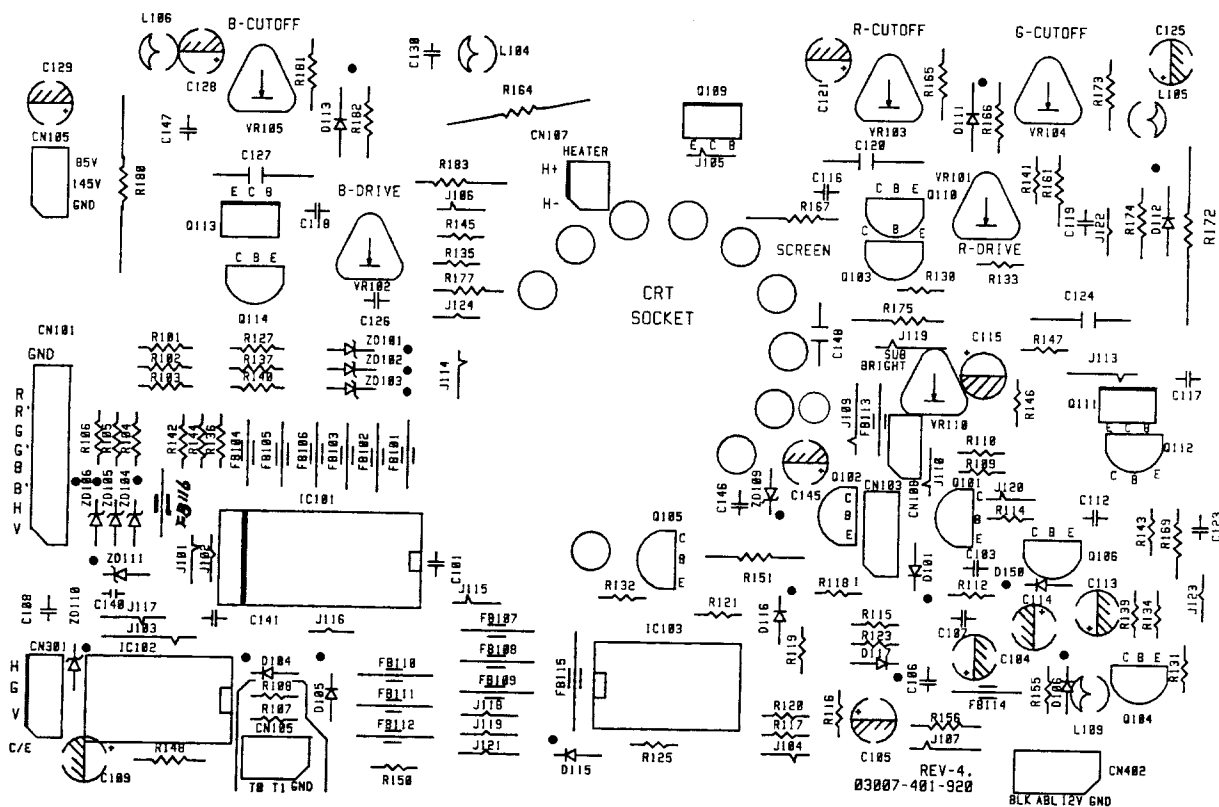 L106
B-CUTOFF
C130
L104
R-CUTOFF
G-CUTOFF
C125
C129
C128
R181
R164
Q109
C121
R165
R173
L105
CN105
C147
VR105
D113
R182
CN107
VR103
D111
R166
VR104
85V
145V
GND
R180
C127
HEATER
E C B
J105
C120
E C B
R183
H+
H-
C116
C B E
Q110
VR101
R141
R161
B-DRIVE
J106
Q113
C118
R145
R167
C119
J122
R174
D112
R172
C B E
R135
SCREEN
C B E
R-DRIVE
VR102
R177
Q103
R130
R133
Q114
C126
J124
CRT
SOCKET
R175
C124
CN101
GND
R101
R102
R103
R127
R137
R140
ZD101
ZD102
ZD103
J114
C148
J119
SUB
BRIGHT
C115
R147
J113
C117
R
R'
G
G'
B
B'
H
V
R106
R105
R104
R142
R144
R136
FB104
FB105
FB106
FB103
FB102
FB101
J109
FB113
VR110
R146
Q111
E C B
Q112
C B E
R110
R109
ZD106
ZD105
ZD104
FB116
IC101
C145
Q102
CN103
CN108
J110
Q101
J120
R114
C112
C146
ZD109
C
B
E
C
B
E
Q105
C
B
E
R143
R169
C123
ZD111
J101
J102
C101
R151
D101
C103
Q106
D150
C108
ZD110
C140
J117
J103
C141
J116
J115
R132
R121
D116
R118
R112
C114
C113
R139
R134
J123
FB107
R115
R123
D117
C107
CN301
IC102
D104
FB110
FB108
IC103
R119
C104
C B E
R131
H
G
V
C/E
R108
D105
FB111
FB109
FB115
C106
R155
D106
R107
J118
R120
R116
FB114
L109
Q104
CN105
FB112
J119
R117
R156
C109
R148
J121
R125
J104
C105
J107
T0 T1 GND
R150
D115
REV-4.
03007-401-920
CN402
BLK ABL 12V GND